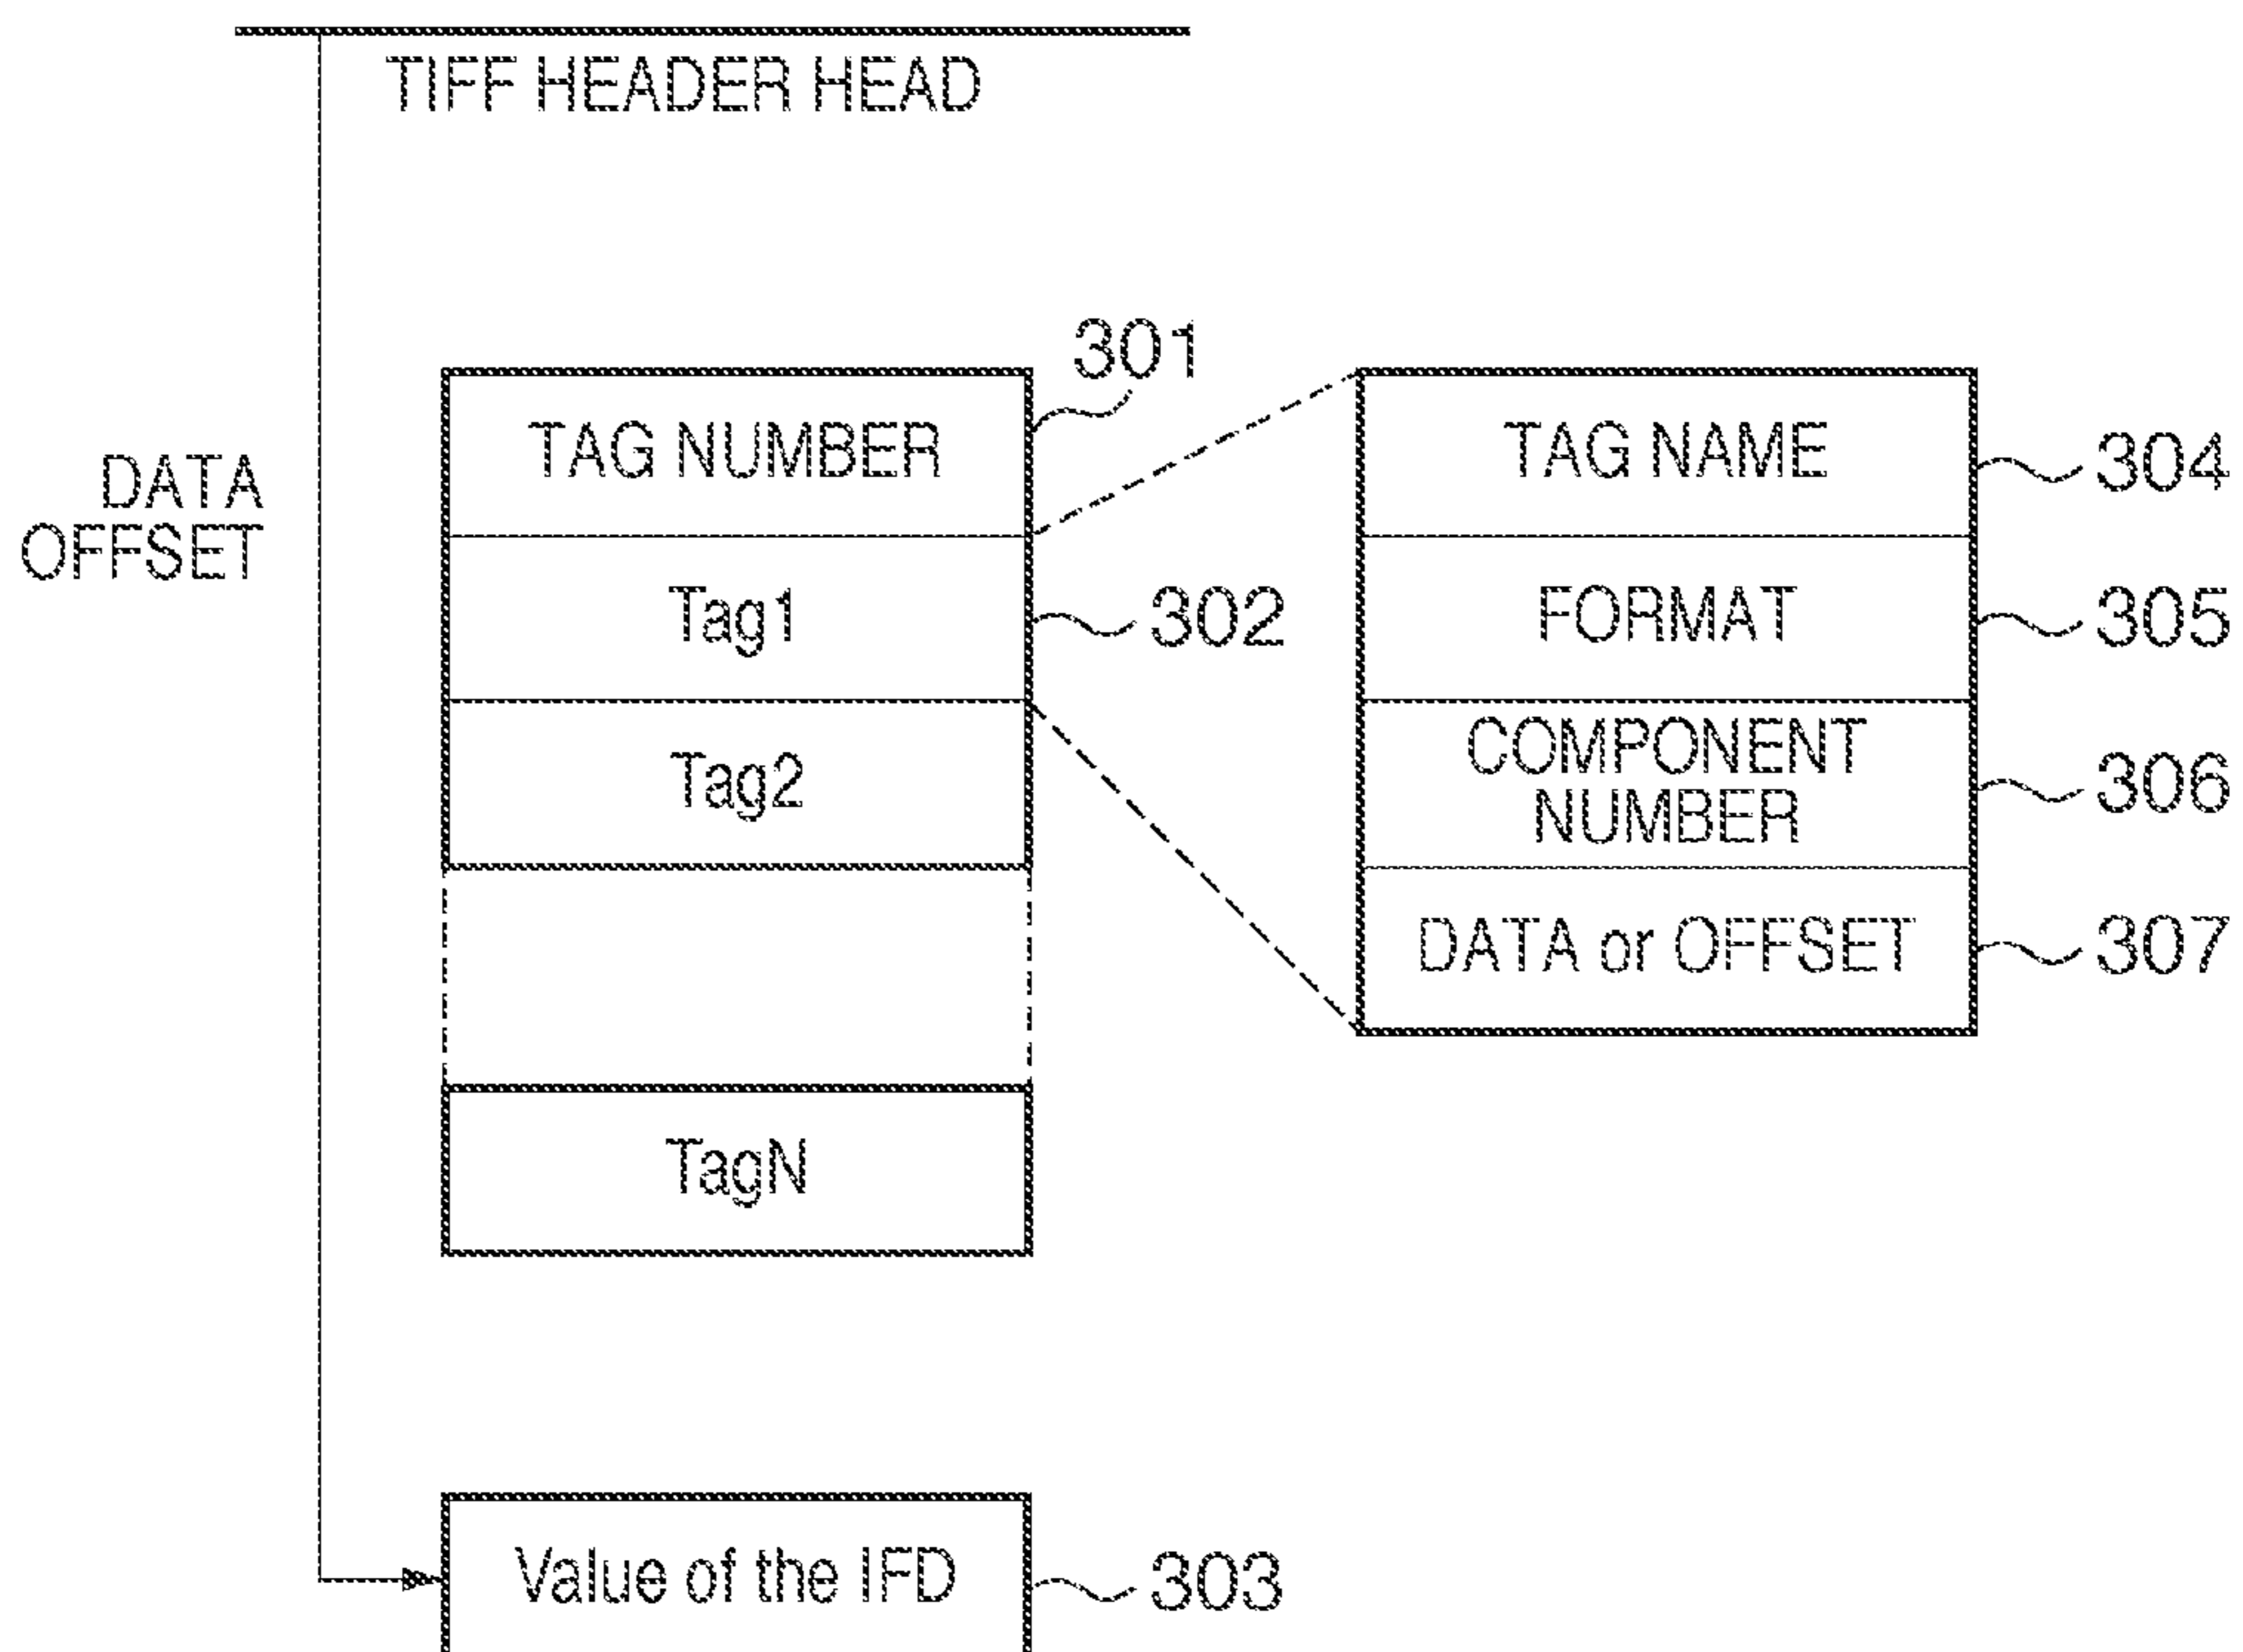 TIFF HEADER HEAD
DATA
OFFSET
301
TAG NUMBER
Tag1
302
Tag2
TagN
Value of the IFD
303
TAG NAME
304
FORMAT
305
COMPONENT
NUMBER
306
DATA or OFFSET
307